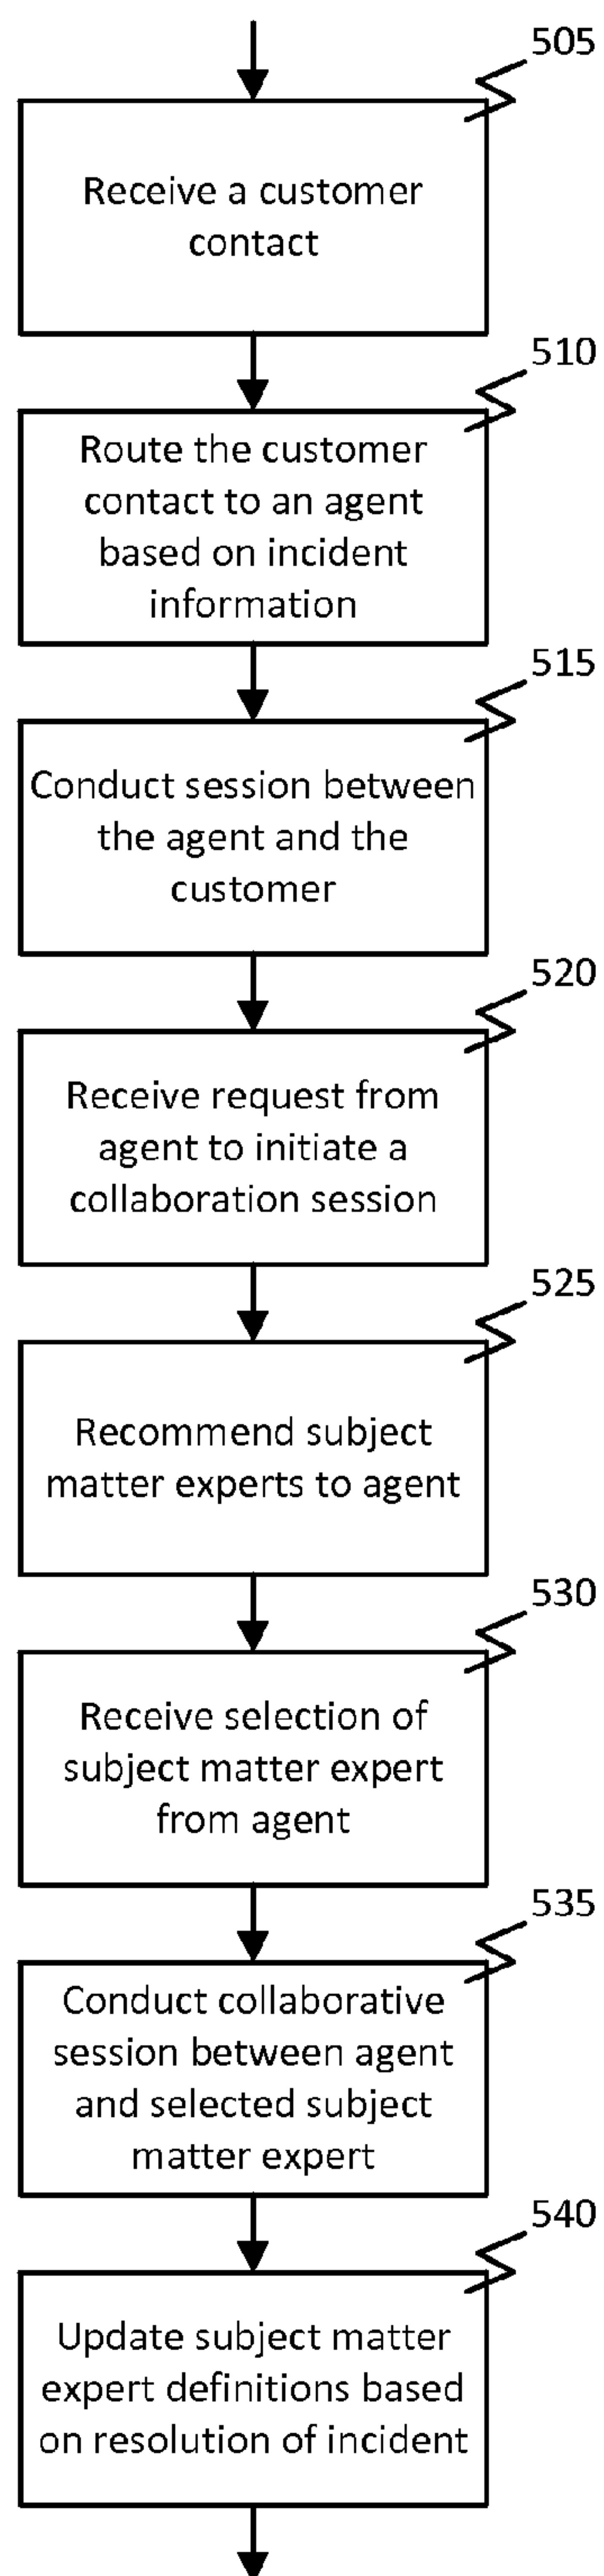 505
Receive a customer
contact
510
Route the customer
contact to an agent
based on incident
information
515
Conduct session between
the agent and the
customer
520
Receive request from
agent to initiate a
collaboration session
525
Recommend subject
matter experts to agent
530
Receive selection of
subject matter expert
from agent
535
Conduct collaborative
session between agent
and selected subject
matter expert
540
Update subject matter
expert definitions based
on resolution of incident